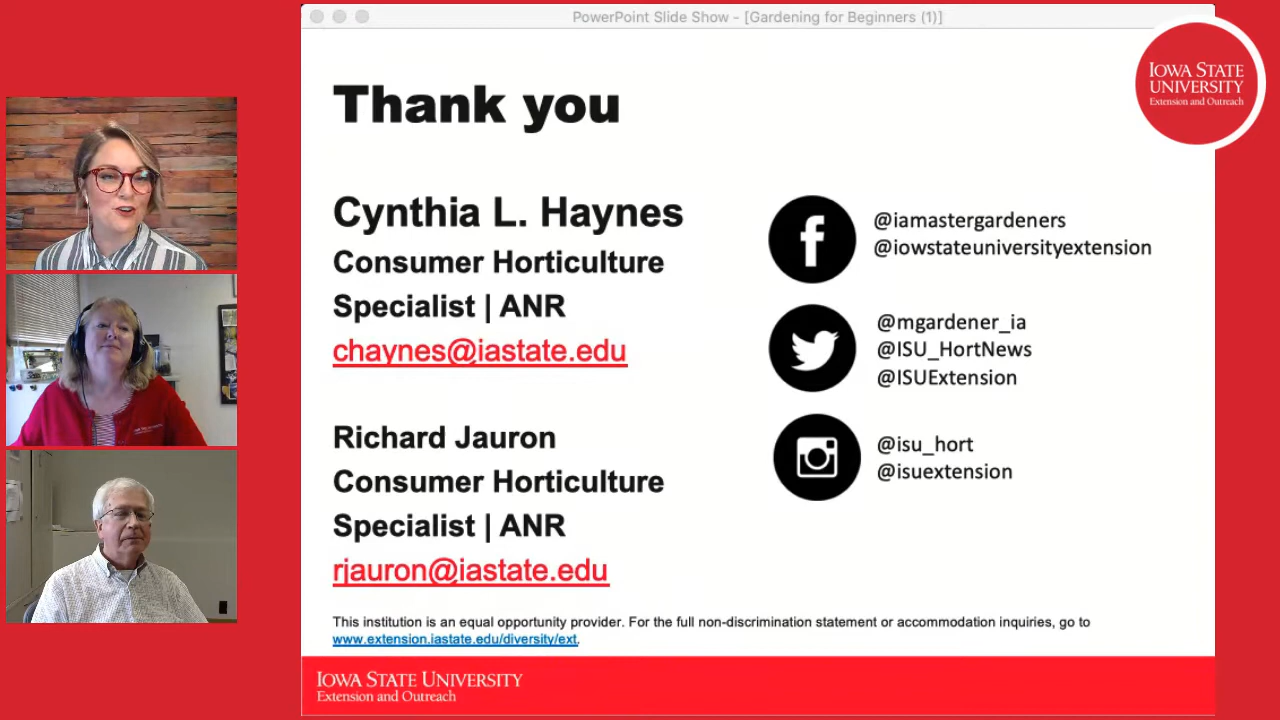 PowerPoint Slide Show - [Gardening for Beginners (1)]
IOWA STATE
UNIVERSITY
Extension and Outreach
Thank you
Cynthia L. Haynes
Consumer Horticulture
Specialist | ANR
chaynes@iastate.edu
Richard Jauron
Consumer Horticulture
Specialist | ANR
rjauron@iastate.edu
@iamastergardeners
@iowstateuniversityextension
@mgardener_ia
@ISU_HortNews
@ISUExtension
@isu_hort
@isuextension
This institution is an equal opportunity provider. For the full non-discrimination statement or accommodation inquiries, go to
www.extension.iastate.edu/diversity/ext.
IOWA STATE UNIVERSITY
Extension and Outreach